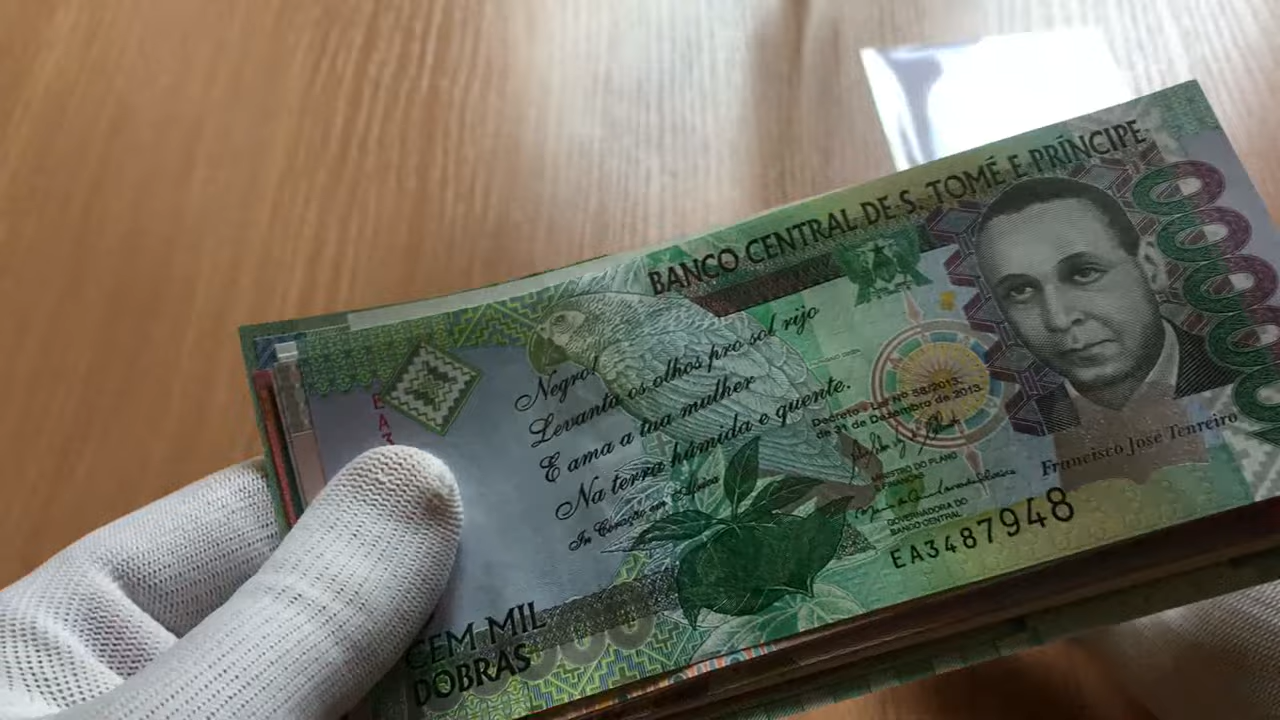 BANCO CENTRAL DE S. TOMÉ E PRÍNCIPE
Negro!
Levanta os olhos pro sol rijo
E ama a tua mulher
Na terra húmida e quente.
In Coração em África
Decreto - Lei Nº 58/2013,
de 31 de Dezembro de 2013
MINISTRO DO PLANO
FINANÇAS
GOVERNADORA DO
BANCO CENTRAL
Francisco José Tenreiro
EA3487948
EA3
CEM MIL
DOBRAS